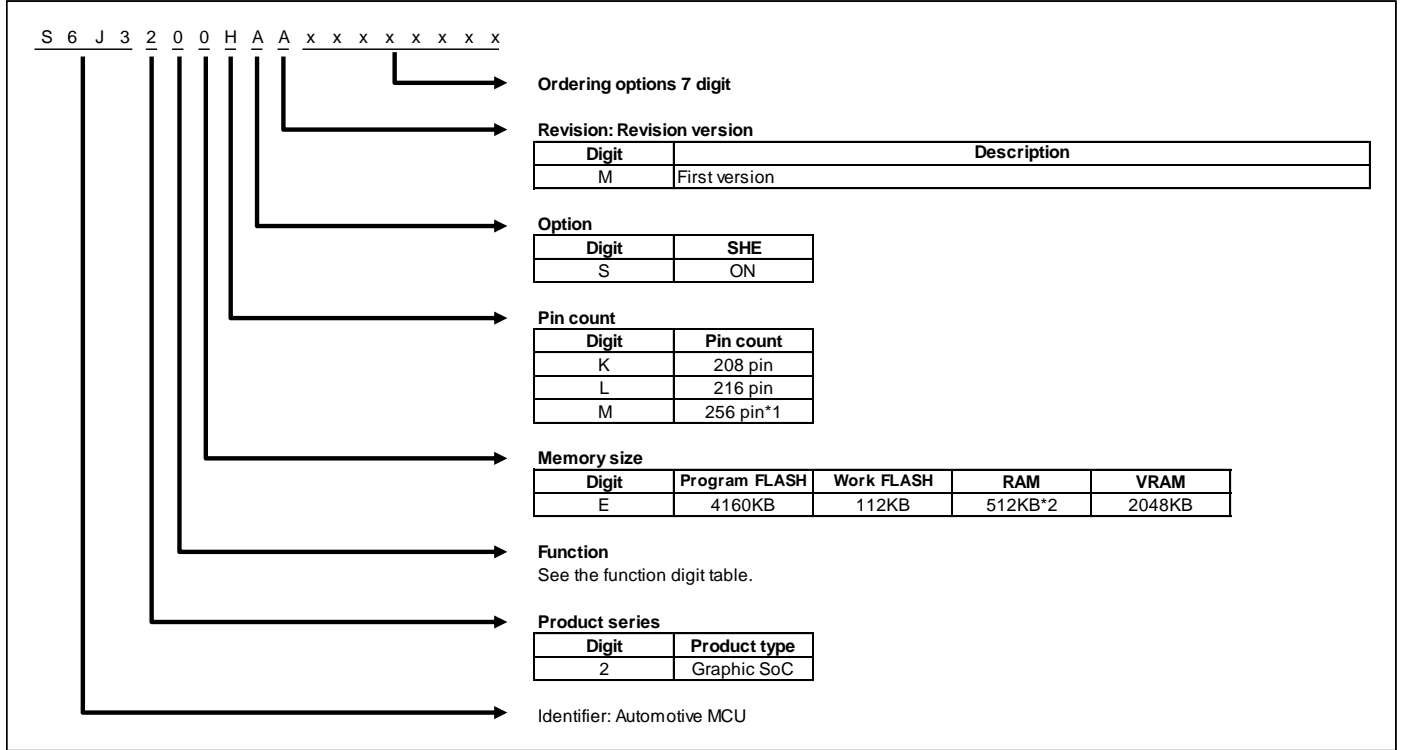 S 6 J 3 2 0 0 H A A x x x x x x x x
Ordering options 7 digit
Revision: Revision version
Digit Description
M First version
Option
Digit SHE
S ON
Pin count
Digit Pin count
K 208 pin
L 216 pin
M 256 pin*1
Memory size
Digit Program FLASH Work FLASH RAM VRAM
E 4160KB 112KB 512KB*2 2048KB
Function
See the function digit table.
Product series
Digit Product type
2 Graphic SoC
Identifier: Automotive MCU